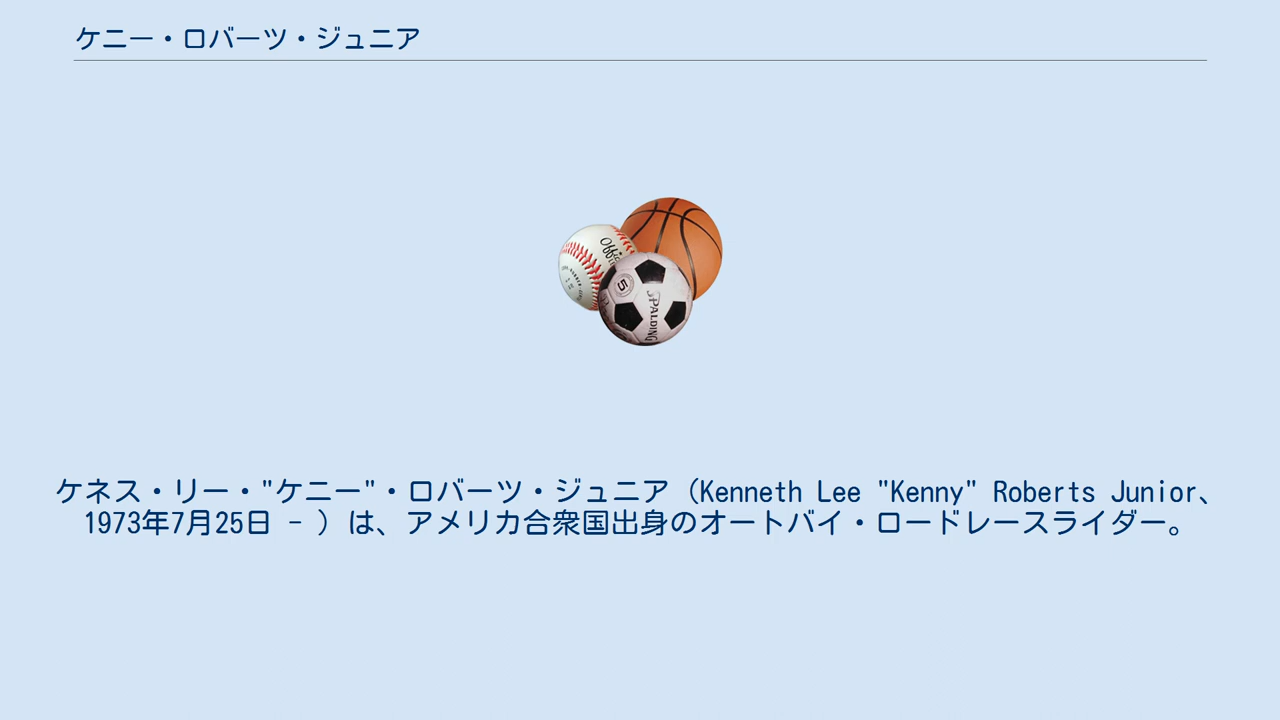 ケニー・ロバーツ・ジュニア
Offi
5
SPALDING
ケネス・リー・"ケニー"・ロバーツ・ジュニア（Kenneth Lee "Kenny" Roberts Junior、
1973年7月25日 - ）は、アメリカ合衆国出身のオートバイ・ロードレースライダー。